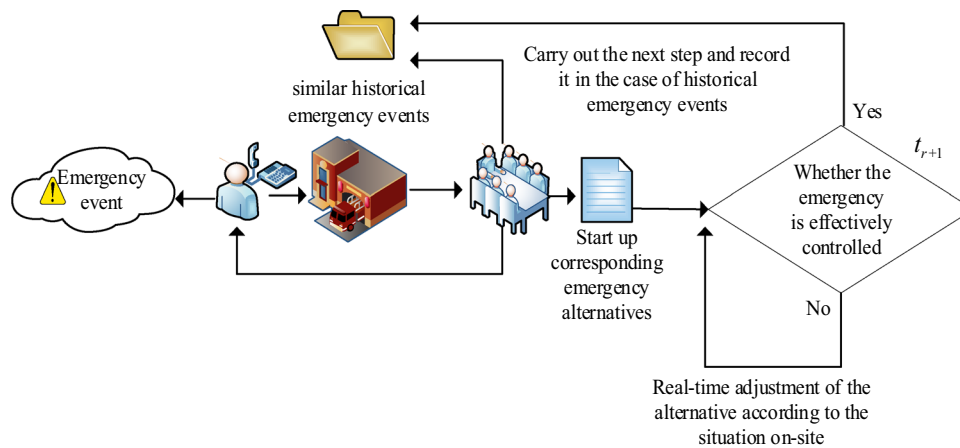 Carry out the next step and record
it in the case of historical
emergency events
similar historical
emergency events
Yes
t_{r+1}
Emergency
event
Whether the
emergency
is effectively
controlled
Start up
corresponding
emergency
alternatives
No
Real-time adjustment of the
alternative according to the
situation on-site